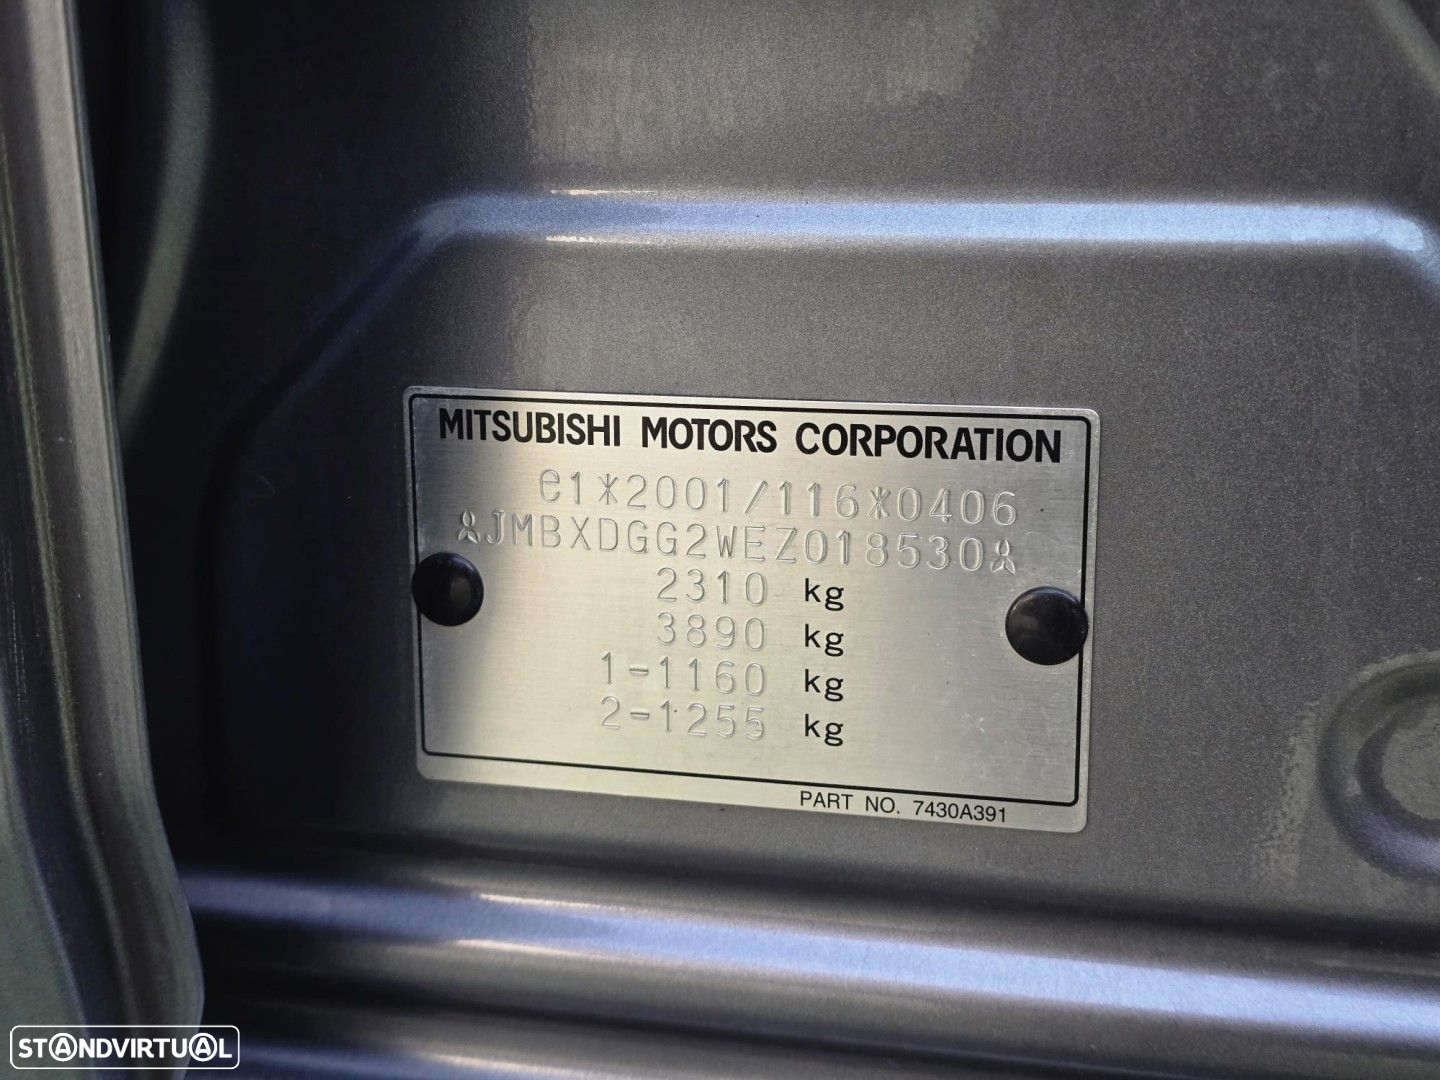 MITSUBISHI MOTORS CORPORATION
e1*2001/116*0406
JMBXDGG2WEZ018530
2310 kg
3890 kg
1-1160 kg
2-1255 kg
PART NO. 7430A391
STANDVIRTUAL